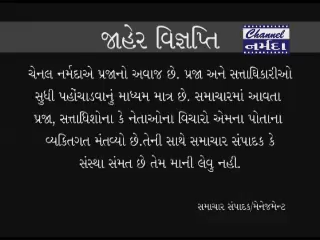 જાહેર વિજ્ઞપ્તિ
Channel
નર્મદા
ચેનલ નર્મદાએ પ્રજાનો અવાજ છે. પ્રજા અને સત્તાધિકારીઓ
સુધી પહોંચાડવાનું માધ્યમ માત્ર છે. સમાચારમાં આવતા
પ્રજા, સત્તાધિશોના કે નેતાઓના વિચારો એમના પોતાના
વ્યકિતગત મંતવ્યો છે.તેની સાથે સમાચાર સંપાદક કે
સંસ્થા સંમત છે તેમ માની લેવુ નહી.
સમાચાર સંપાદક/મેનેજમેન્ટ